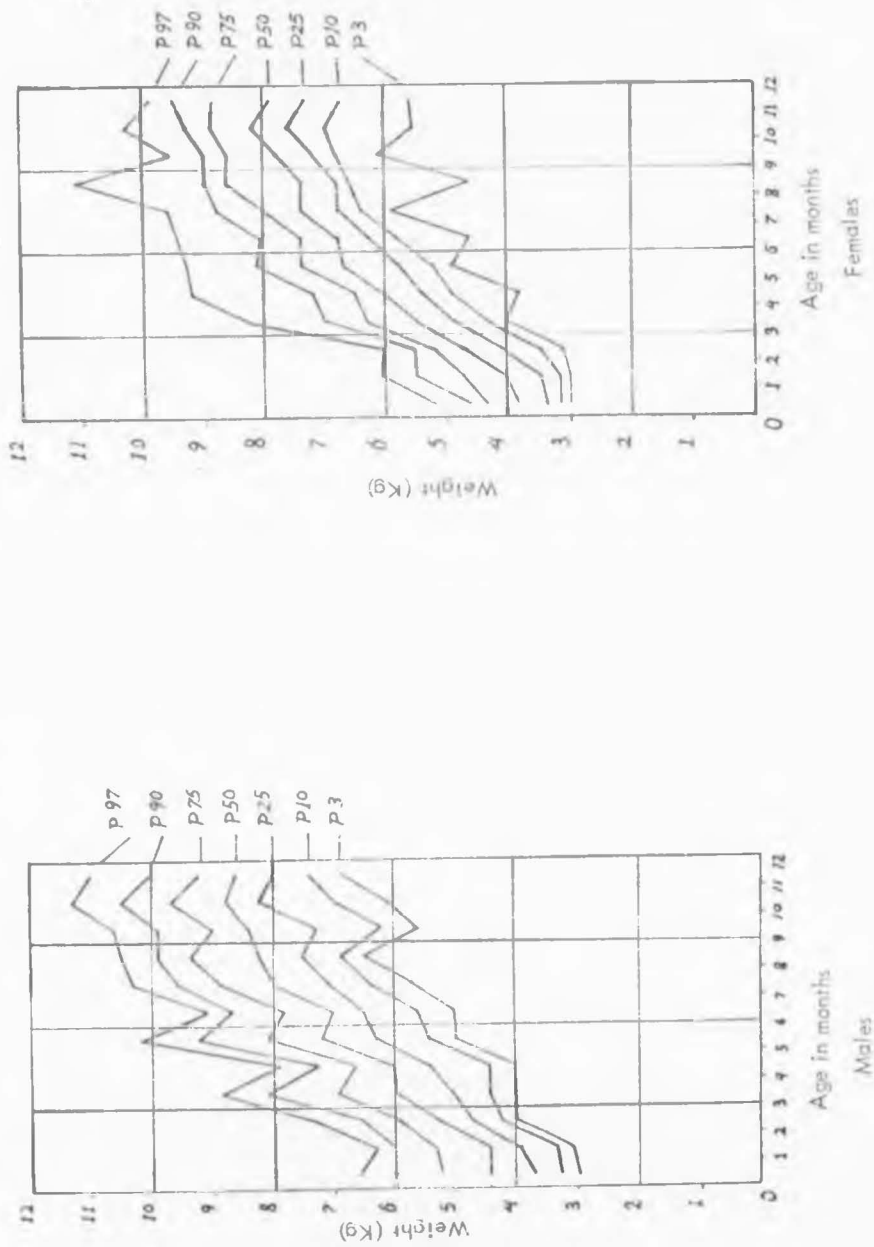 12
11
10
9
8
7
6
5
4
3
2
1
0
Weight (Kg)
1 2 3 4 5 6 7 8 9 10 11 12
P97
P90
P75
P50
P25
P10
P3
Age in months
Males
12
11
10
9
8
7
6
5
4
3
2
1
0
Weight (Kg)
1 2 3 4 5 6 7 8 9 10 11 12
P97
P90
P75
P50
P25
P10
P3
Age in months
Females